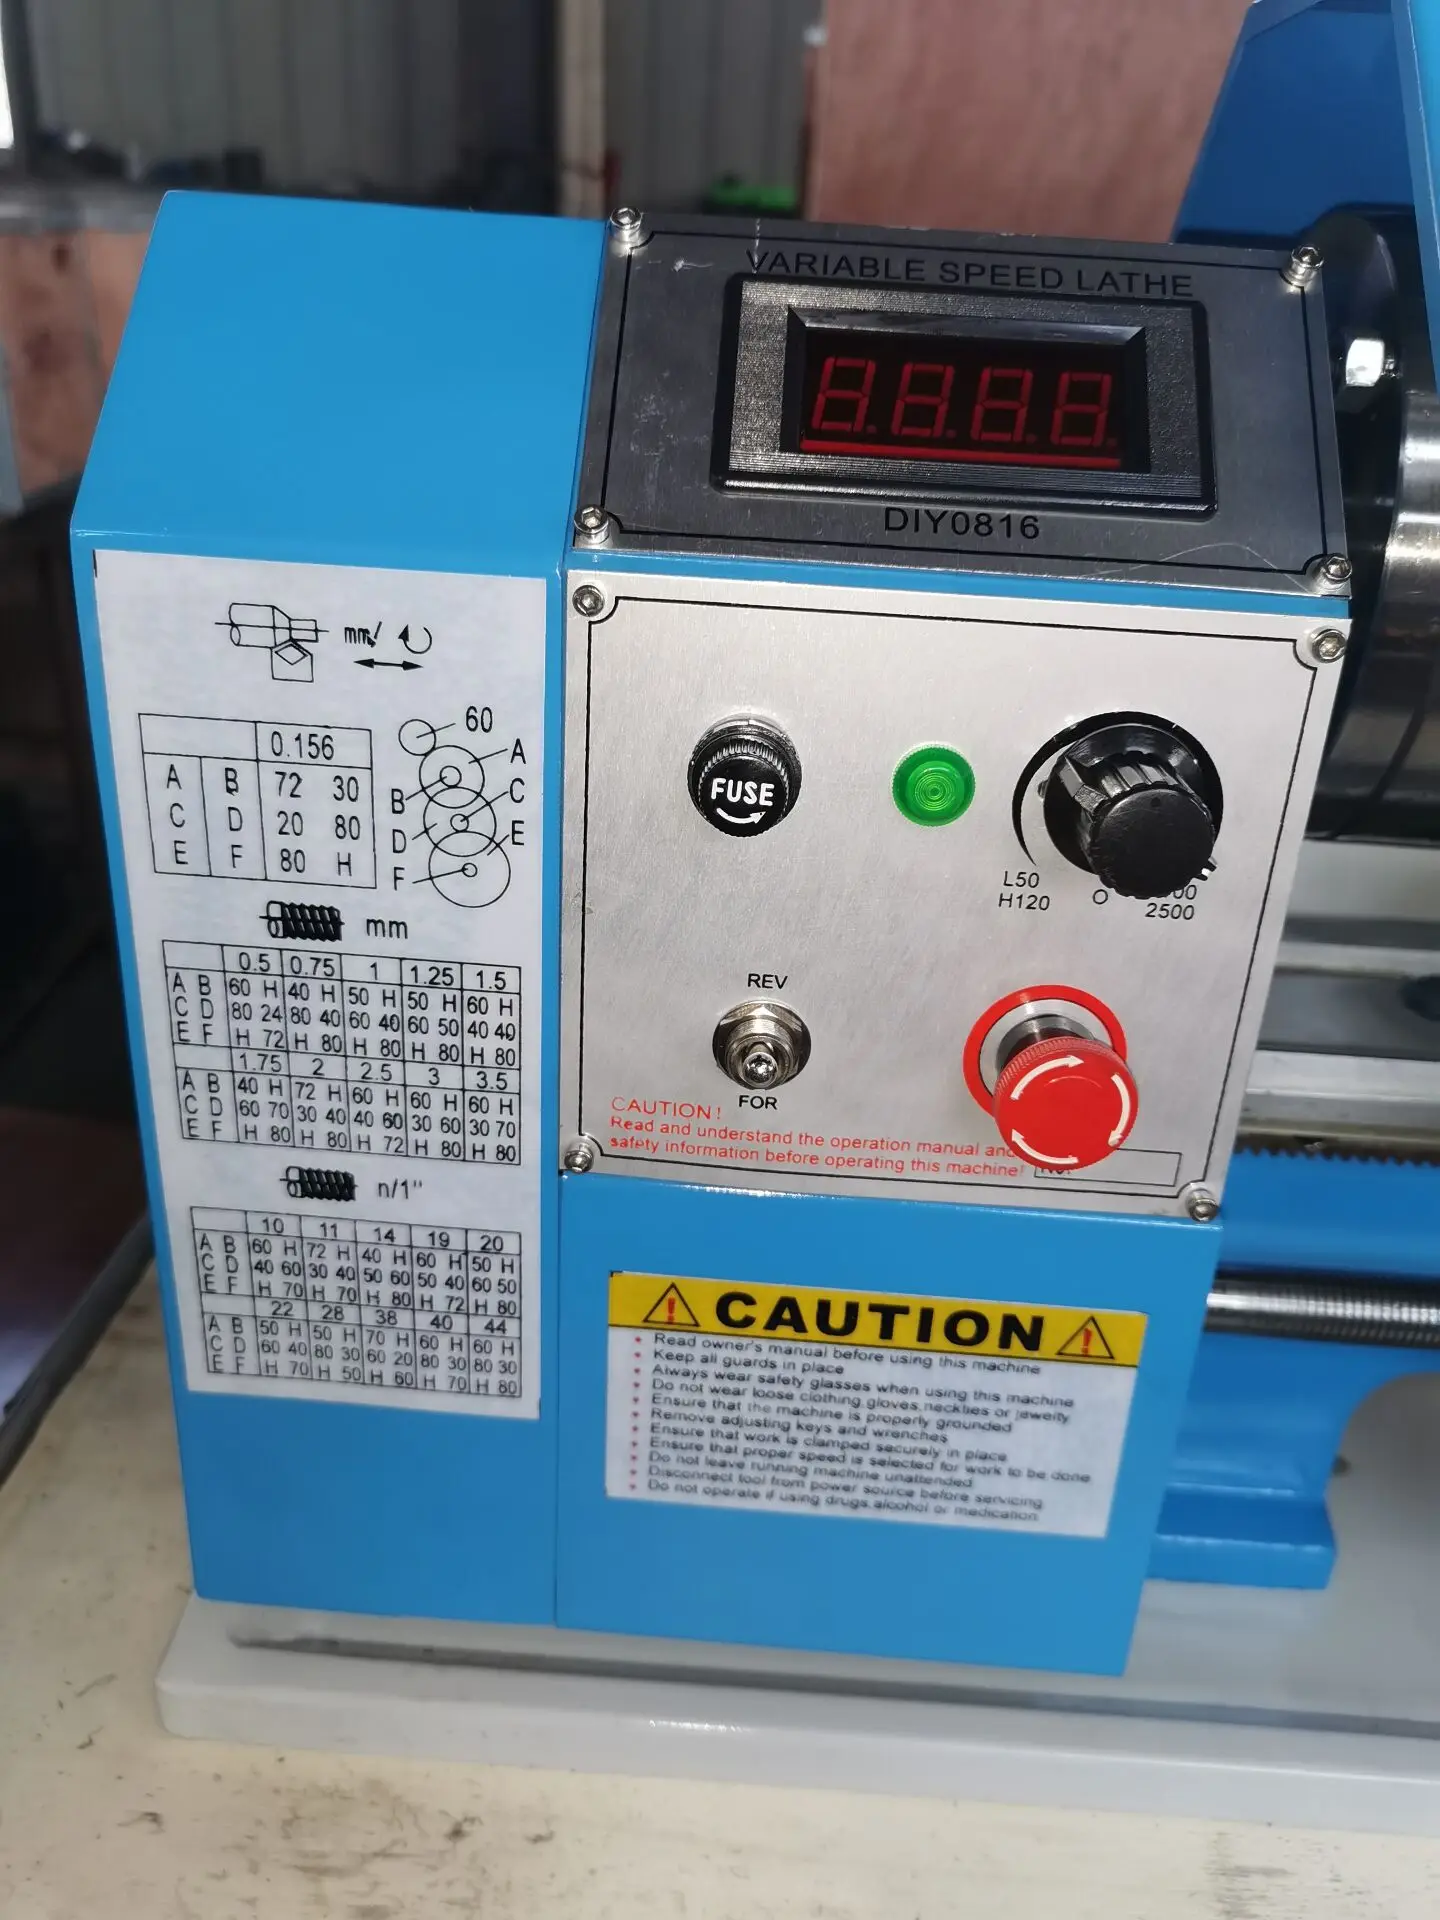 VARIABLE SPEED LATHE
DIY0816
mm/
0.156
A B 72 30
C D 20 80
E F 80 H
60
A
B
C
D
E
F
mm
0.5 0.75 1 1.25 1.5
A B 60 H 40 H 50 H 50 H 60 H
C D 80 24 80 40 60 40 60 50 40 40
E F H 72 H 80 H 80 H 80 H 80
1.75 2 2.5 3 3.5
A B 40 H 72 H 60 H 60 H 60 H
C D 60 70 30 40 40 60 30 60 30 70
E F H 80 H 80 H 72 H 80 H 80
n/1"
10 11 14 19 20
A B 60 H 72 H 40 H 60 H 50 H
C D 40 60 30 40 50 60 50 40 60 50
E F H 70 H 70 H 80 H 72 H 80
22 28 38 40 44
A B 50 H 50 H 70 H 60 H 60 H
C D 60 40 80 30 60 20 80 30 80 30
E F H 70 H 50 H 60 H 70 H 80
FUSE
L50
H120
O
2500
REV
FOR
CAUTION!
Read and understand the operation manual and
safety information before operating this machine!
CAUTION
Read owner's manual before using this machine
Keep all guards in place
Always wear safety glasses when using this machine
Do not wear loose clothing,gloves,neckties or jewelty
Ensure that the machine is properly grounded
Remove adjusting keys and wrenches
Ensure that work is clamped securely in place
Ensure that proper speed is selected for work to be done
Do not leave running machine unattended
Disconnect tool from power source before servicing
Do not operate if using drugs,alcohol or medication